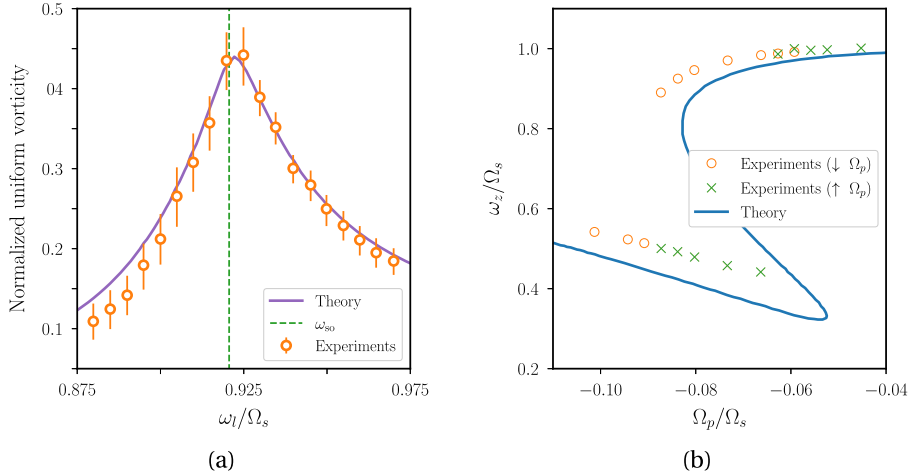 0.5
0.4
0.3
0.2
0.1
Normalized uniform vorticity
Theory
ω_so
Experiments
0.875
0.925
0.975
ω_l/Ω_s
(a)
1.0
0.8
0.6
0.4
0.2
ω_z/Ω_s
Experiments (↓ Ω_p)
Experiments (↑ Ω_p)
Theory
−0.10
−0.08
−0.06
−0.04
Ω_p/Ω_s
(b)